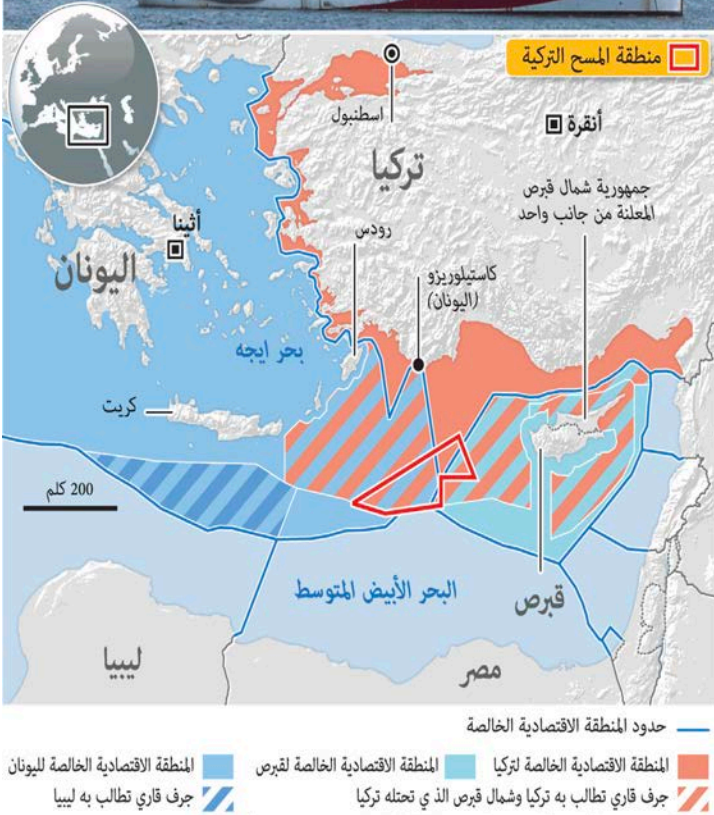 منطقة المسح التركية
اسطنبول
أنقرة
تركيا
جمهورية شمال قبرص
المعلنة من جانب واحد
رودس
أثينا
اليونان
كاستيلوريزو
(اليونان)
بحر ايجه
كريت
200 كلم
البحر الأبيض المتوسط
قبرص
ليبيا
مصر
حدود المنطقة الاقتصادية الخالصة
المنطقة الاقتصادية الخالصة لتركيا
المنطقة الاقتصادية الخالصة لقبرص
المنطقة الاقتصادية الخالصة لليونان
جرف قاري تطالب به تركيا وشمال قبرص الذ ي تحتله تركيا
جرف قاري تطالب به ليبيا